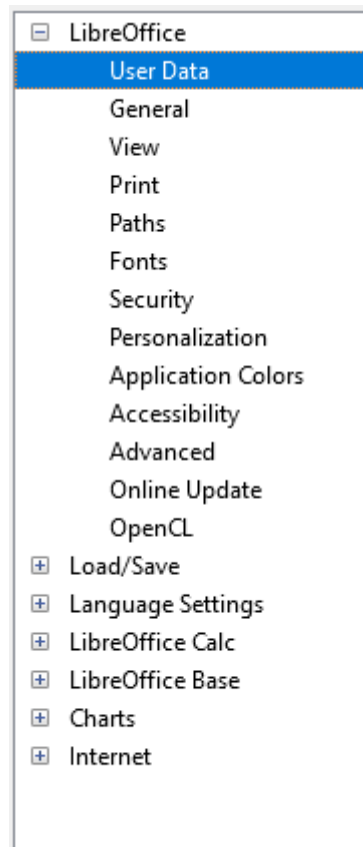 LibreOffice
User Data
General
View
Print
Paths
Fonts
Security
Personalization
Application Colors
Accessibility
Advanced
Online Update
OpenCL
Load/Save
Language Settings
LibreOffice Calc
LibreOffice Base
Charts
Internet